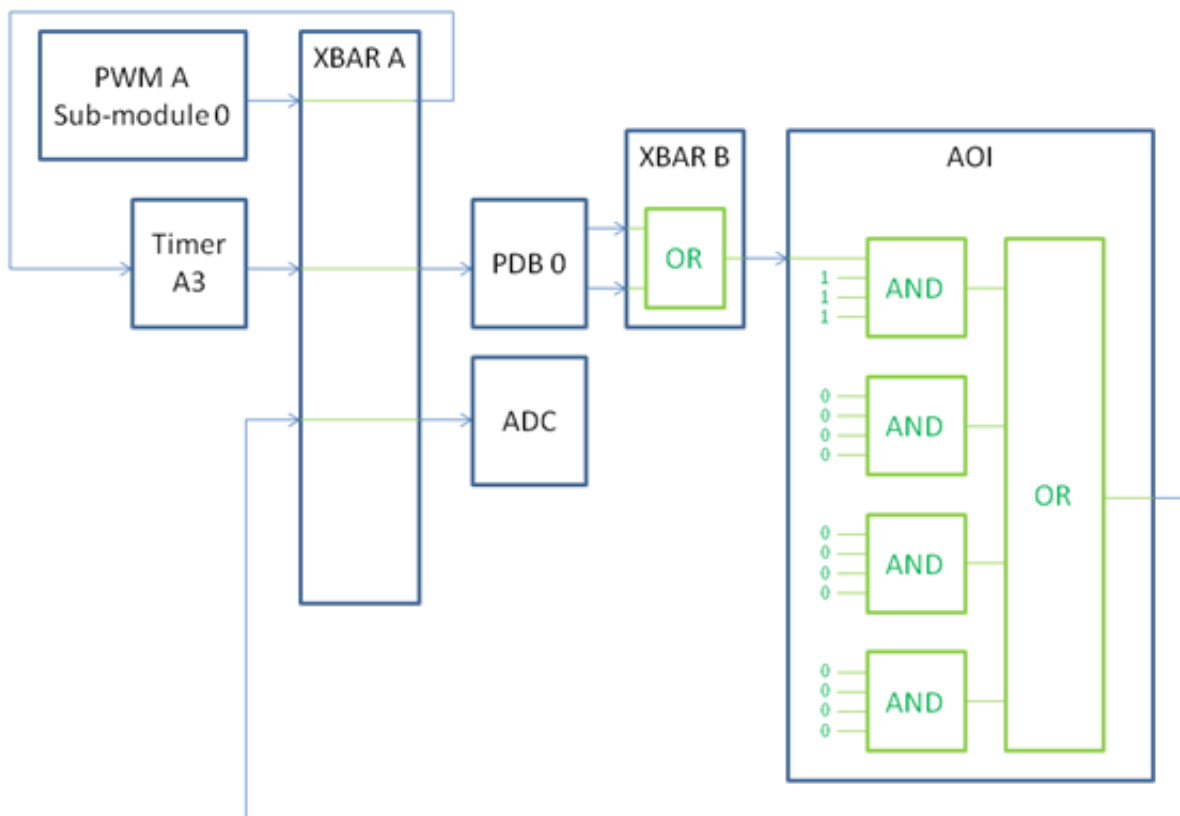 PWM A
Sub-module 0
XBAR A
XBAR B
AOI
Timer
A3
PDB 0
OR
1
1
1
AND
ADC
0
0
0
0
AND
OR
0
0
0
0
AND
0
0
0
0
AND